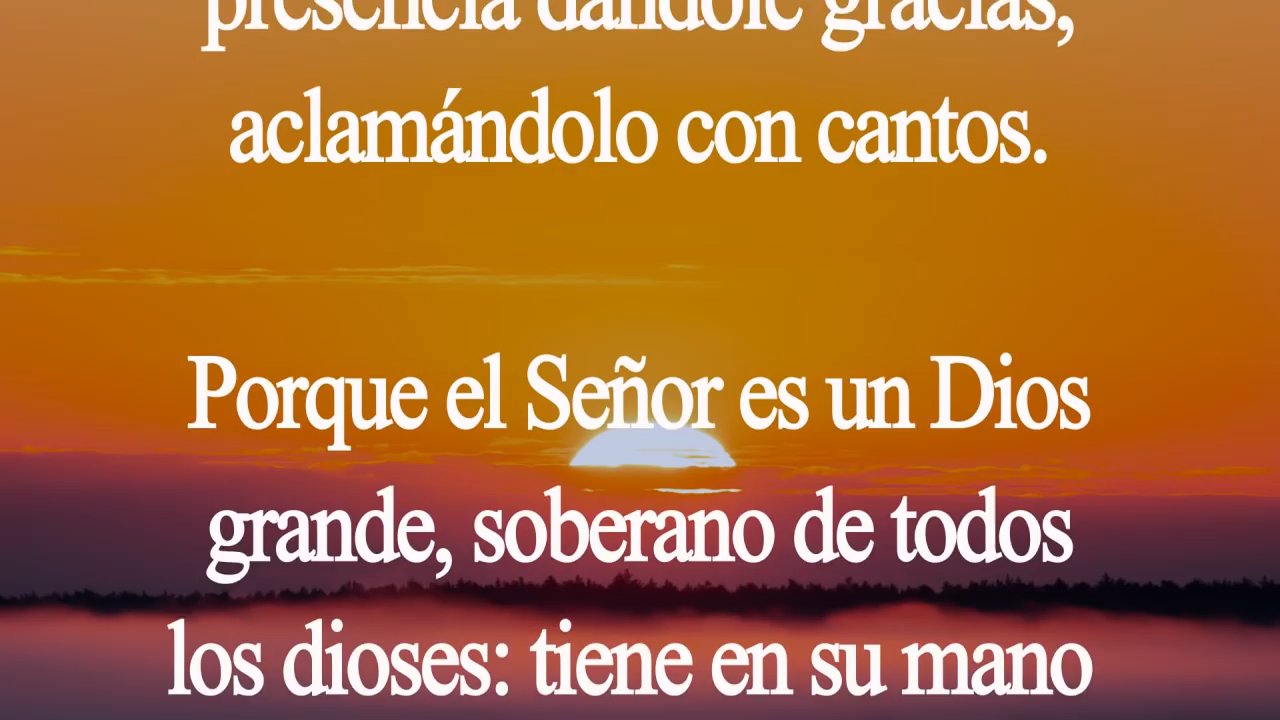 presencia dándole gracias,
aclamándolo con cantos.
Porque el Señor es un Dios
grande, soberano de todos
los dioses: tiene en su mano